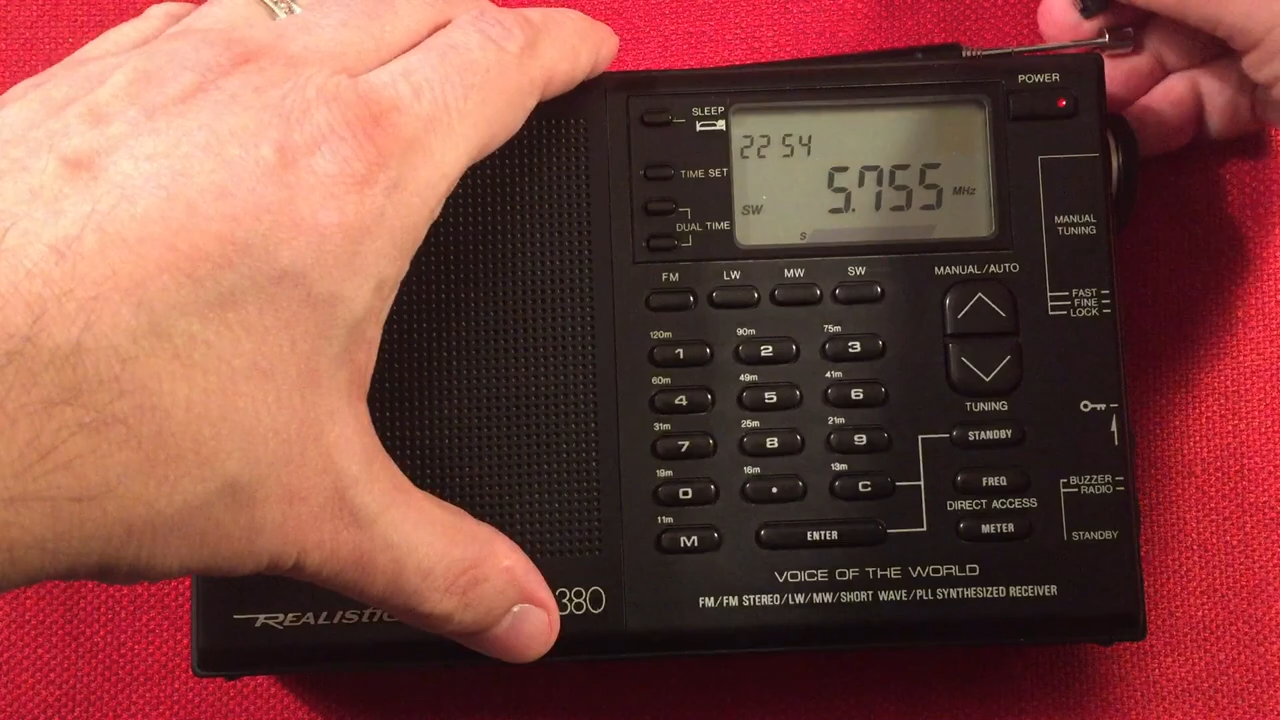 POWER
SLEEP
22 54
TIME SET
5.755 MHz
SW
DUAL TIME
S
MANUAL TUNING
FM LW MW SW
MANUAL/AUTO
FAST
FINE
LOCK
120m 90m 75m
1 2 3
60m 49m 41m
4 5 6
TUNING
31m 25m 21m
7 8 9
STANDBY
19m 16m 13m
0 . C
FREQ
BUZZER
RADIO
DIRECT ACCESS
11m
M ENTER METER
STANDBY
VOICE OF THE WORLD
FM/FM STEREO/LW/MW/SHORT WAVE/PLL SYNTHESIZED RECEIVER
REALISTIC 380